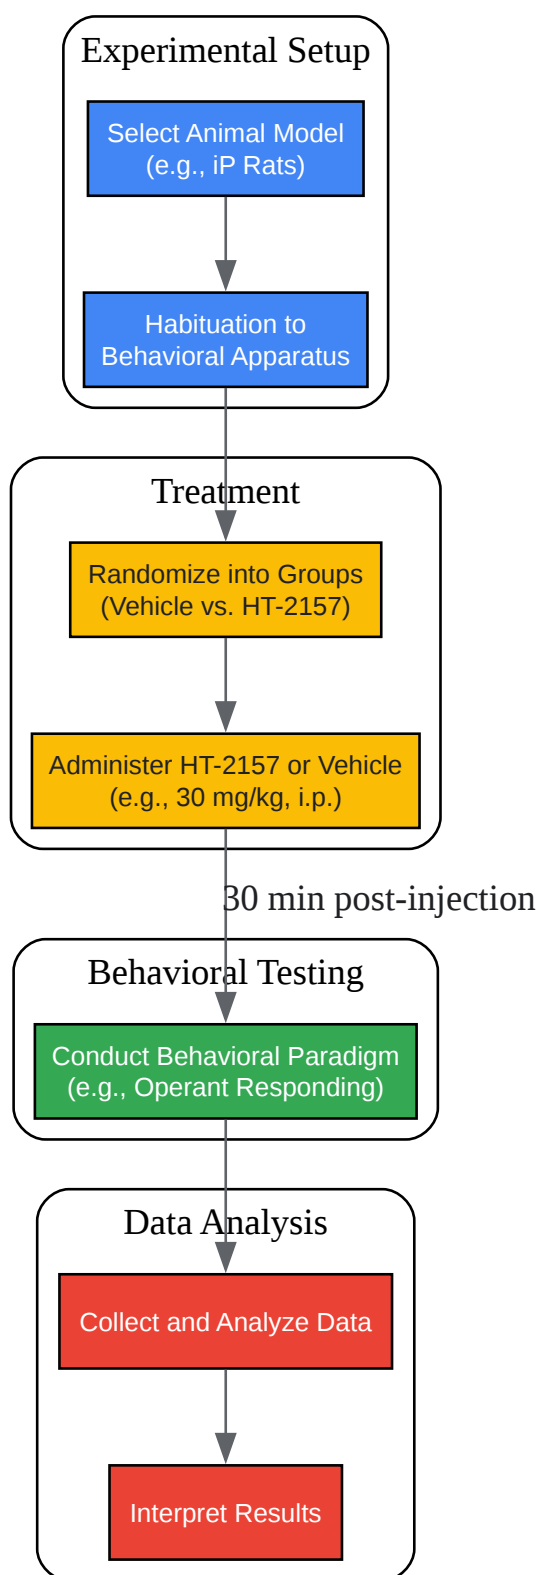 Experimental Setup
Select Animal Model
(e.g., iP Rats)
Habituation to
Behavioral Apparatus
Treatment
Randomize into Groups
(Vehicle vs. HT-2157)
Administer HT-2157 or Vehicle
(e.g., 30 mg/kg, i.p.)
30 min post-injection
Behavioral Testing
Conduct Behavioral Paradigm
(e.g., Operant Responding)
Data Analysis
Collect and Analyze Data
Interpret Results